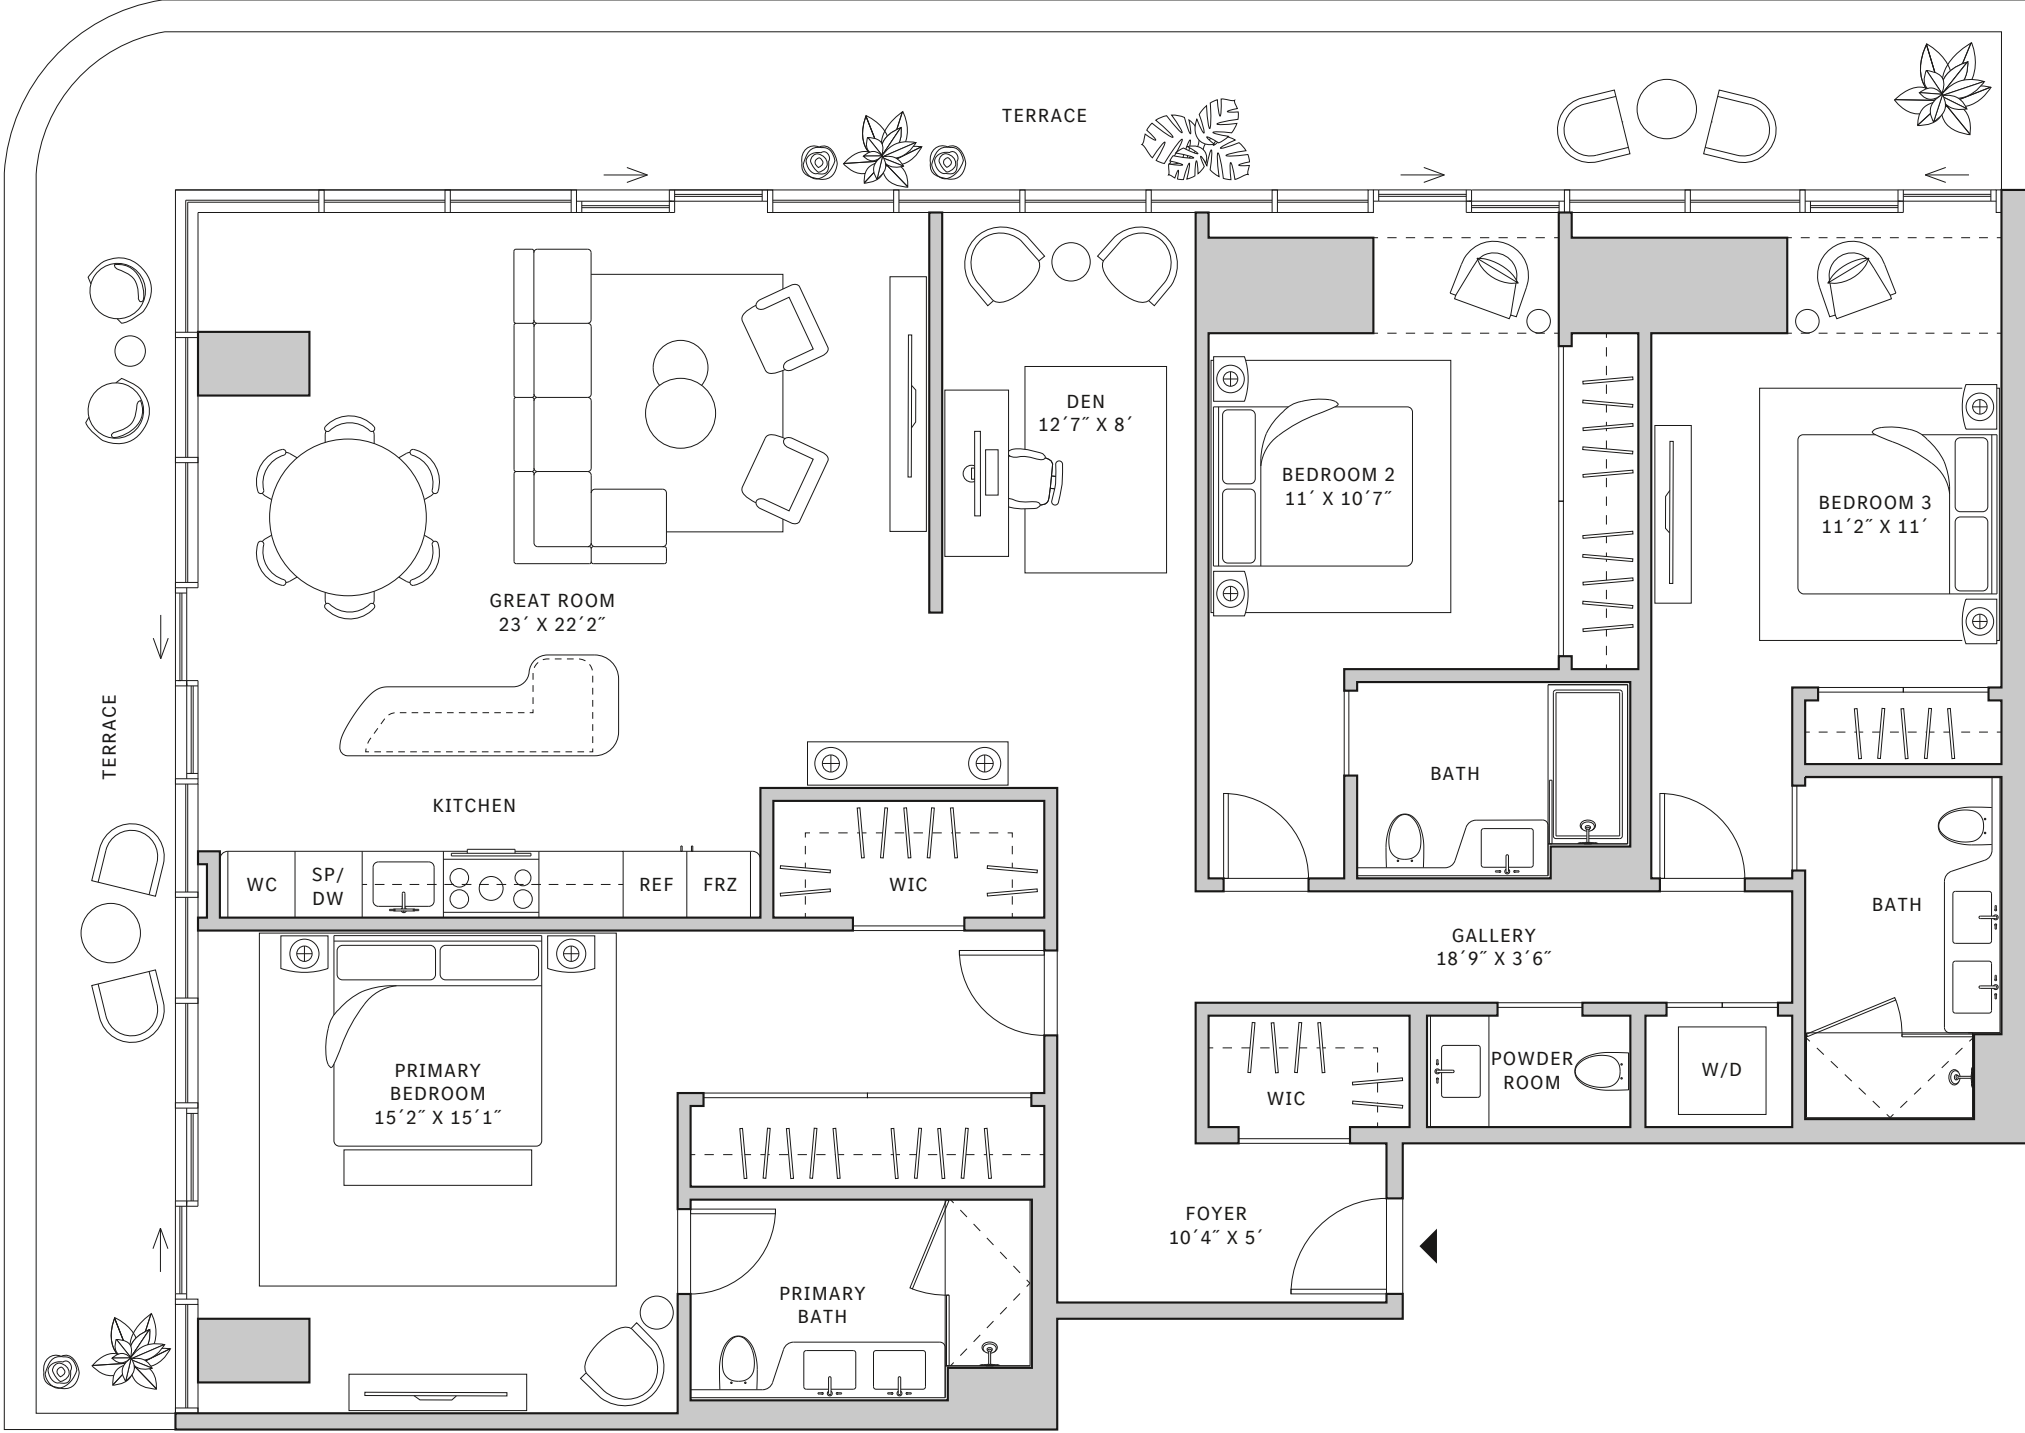 TERRACE
DEN
12´7˝ X 8´
BEDROOM 2
11´ X 10´7˝
BEDROOM 3
11´2˝ X 11´
GREAT ROOM
23´ X 22´2˝
TERRACE
KITCHEN
BATH
WC
SP/
DW
REF
FRZ
WIC
BATH
GALLERY
18´9˝ X 3´6˝
PRIMARY
BEDROOM
15´2˝ X 15´1˝
WIC
POWDER
ROOM
W/D
FOYER
10´4˝ X 5´
PRIMARY
BATH